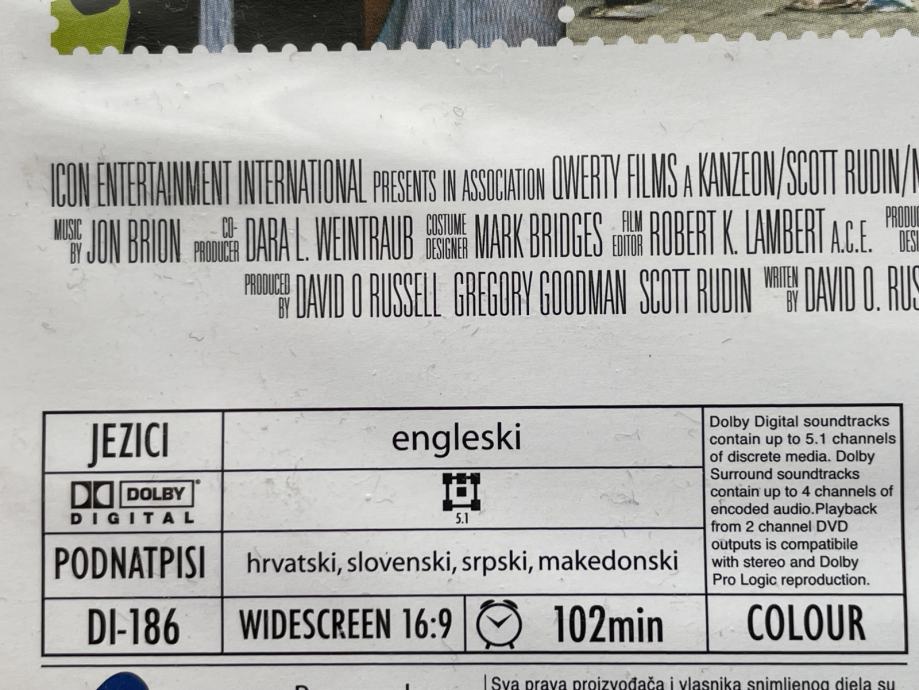 ICON ENTERTAINMENT INTERNATIONAL PRESENTS IN ASSOCIATION QWERTY FILMS A KANZEON/SCOTT RUDIN/
MUSIC BY JON BRION CO-PRODUCER DARA L. WEINTRAUB COSTUME DESIGNER MARK BRIDGES FILM EDITOR ROBERT K. LAMBERT A.C.E.
PRODUCED BY DAVID O RUSSELL GREGORY GOODMAN SCOTT RUDIN WRITEN BY DAVID O. RUS
JEZICI
engleski
DOLBY
DIGITAL
5.1
PODNATPISI
hrvatski, slovenski, srpski, makedonski
DI-186
WIDESCREEN 16:9
102min
Dolby Digital soundtracks
contain up to 5.1 channels
of discrete media. Dolby
Surround soundtracks
contain up to 4 channels of
encoded audio.Playback
from 2 channel DVD
outputs is compatibile
with stereo and Dolby
Pro Logic reproduction.
COLOUR
Sva prava proizvođača i vlasnika snimljenog djela su